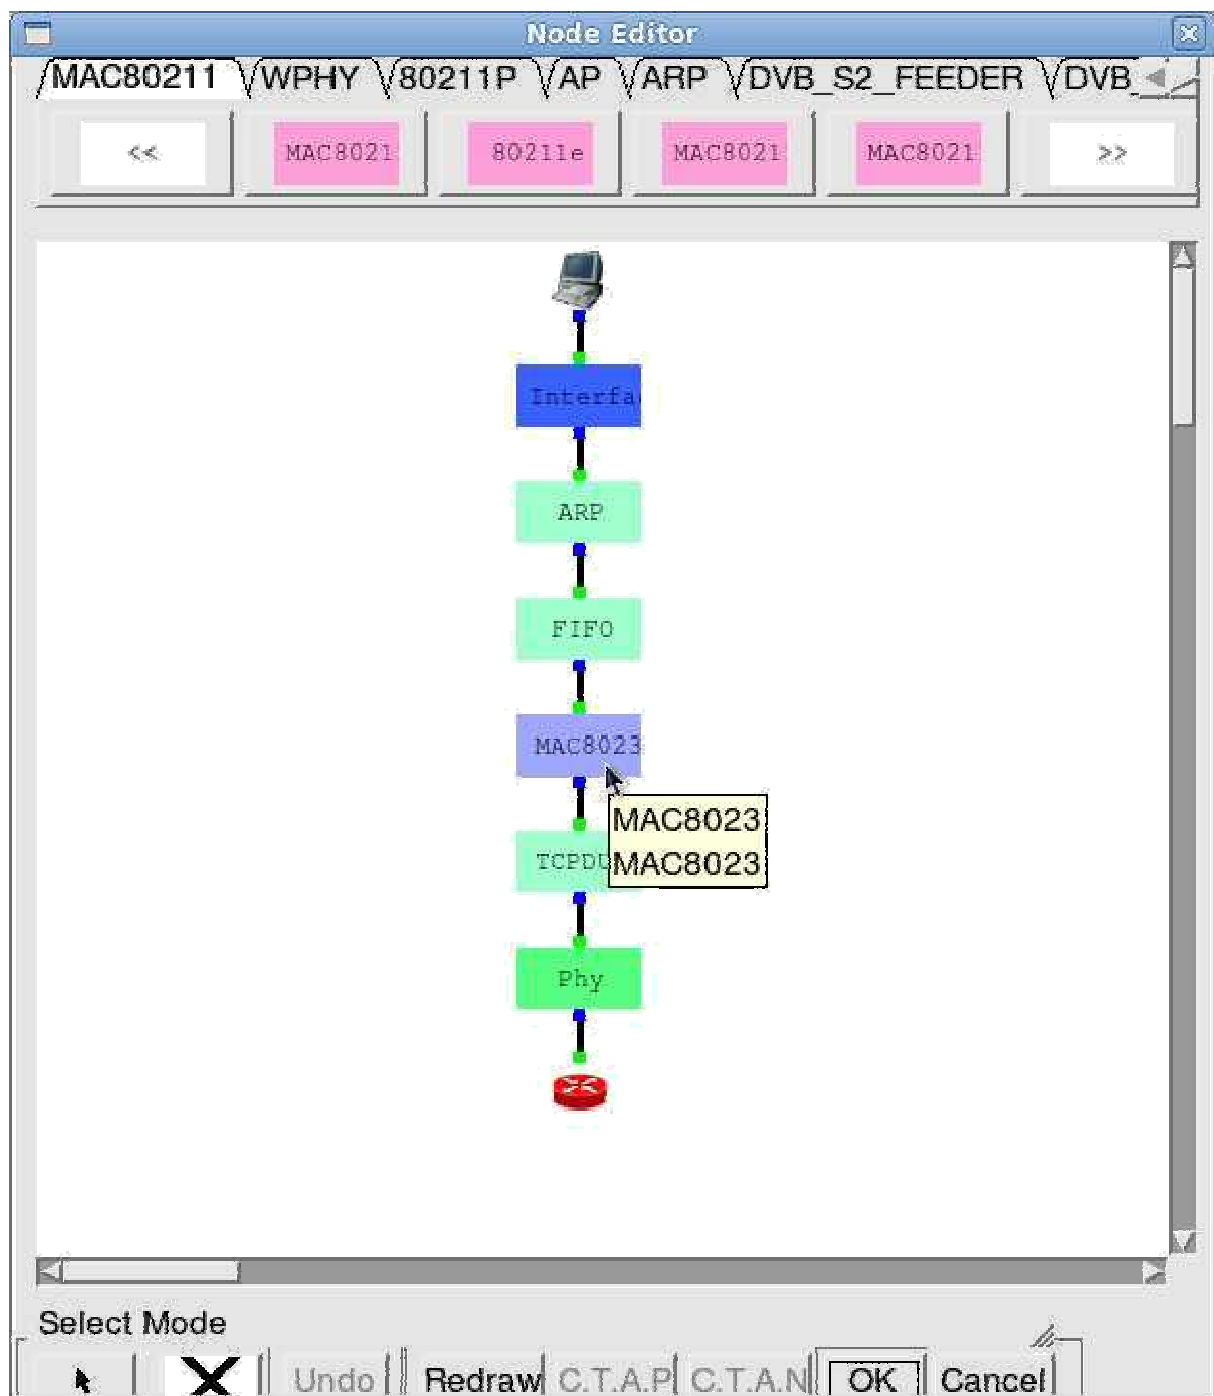 Node Editor
MAC80211 WPHY 80211P AP ARP DVB_S2_FEEDER DVB_
<< MAC8021 80211e MAC8021 MAC8021 >>
Interfa
ARP
FIFO
MAC8023
MAC8023
TCPDU MAC8023
Phy
Select Mode
Undo Redraw C.T.A.P C.T.A.N OK Cancel